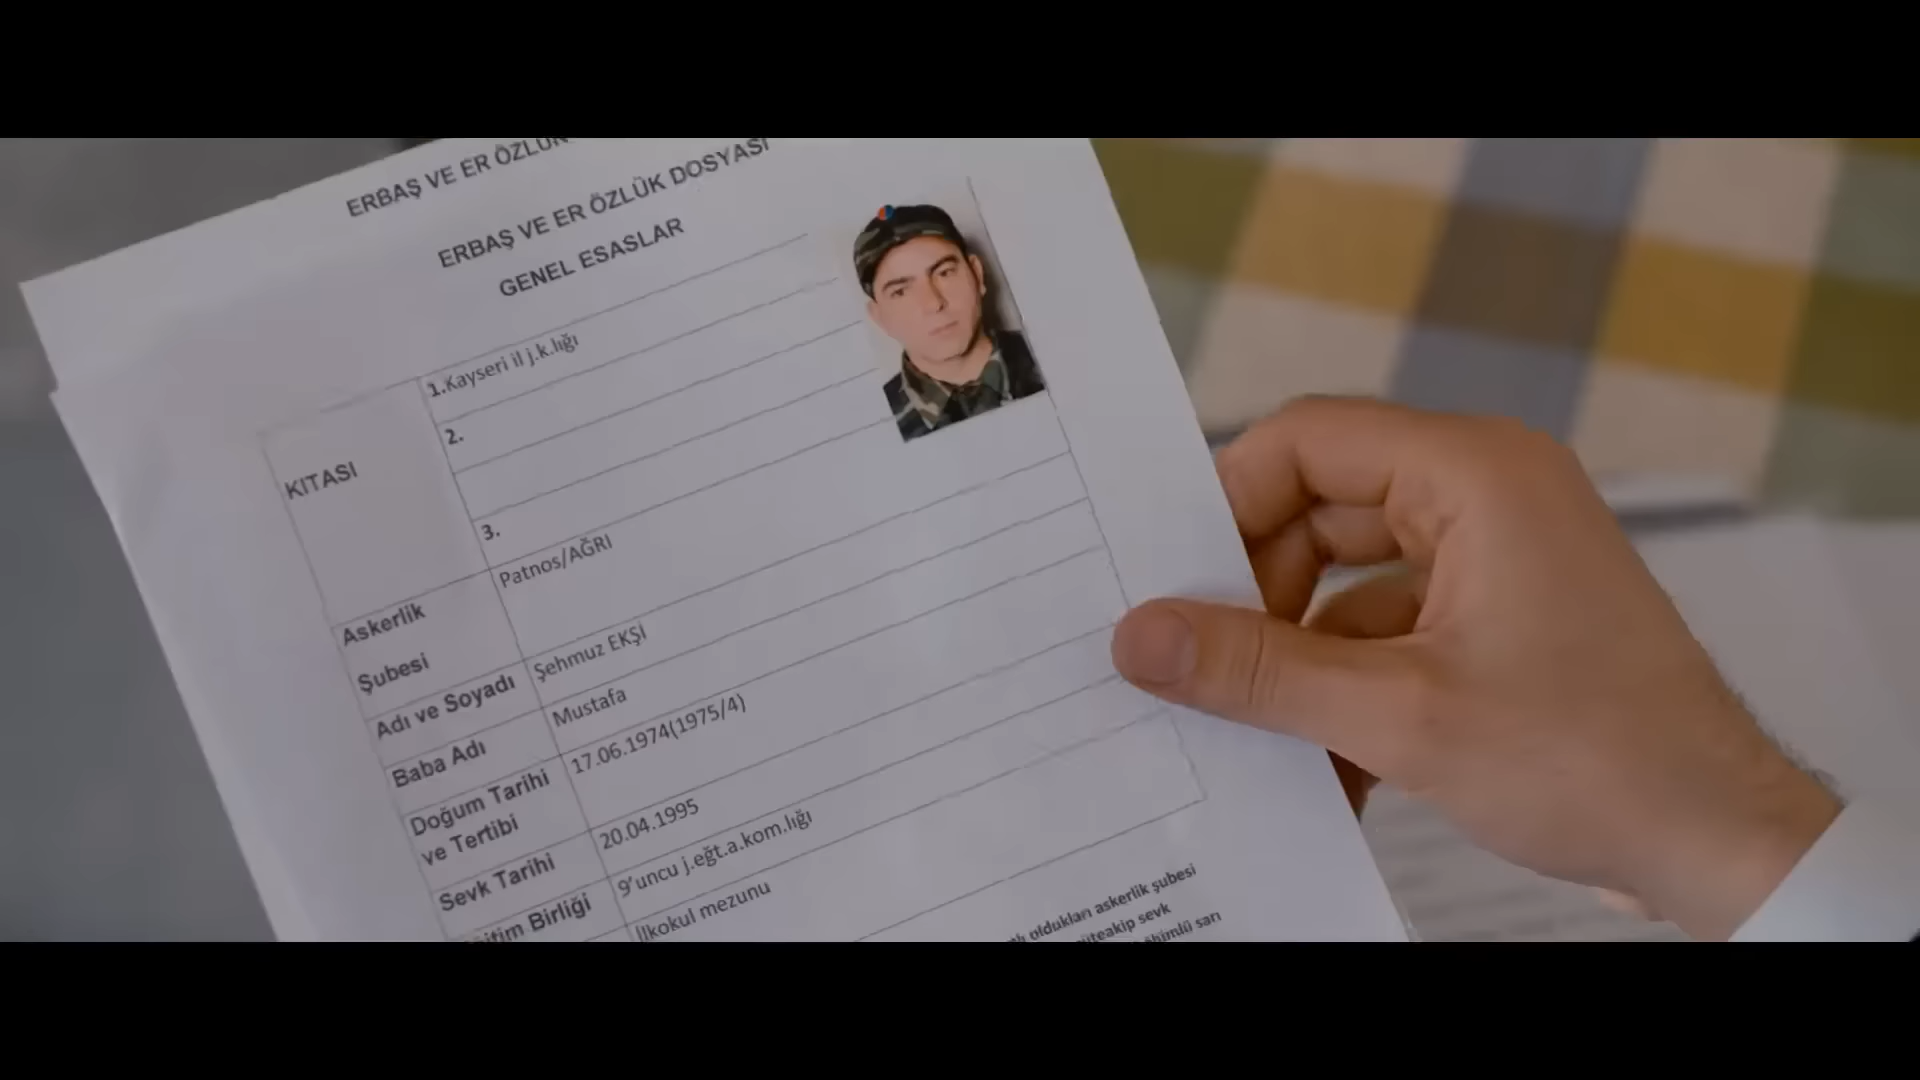 ERBAŞ VE ER ÖZLÜK
ERBAŞ VE ER ÖZLÜK DOSYASI
GENEL ESASLAR
KITASI
1.Kayseri il j.k.lığı
2.
3.
Askerlik Şubesi
Patnos/AĞRI
Adı ve Soyadı
Şehmuz EKŞİ
Baba Adı
Mustafa
Doğum Tarihi
ve Tertibi
17.06.1974(1975/4)
Sevk Tarihi
20.04.1995
Birliği
9'uncu j.eğt.a.kom.lığı
İlkokul mezunu
oldukları askerlik şubesi
müteakip sevk
sarı